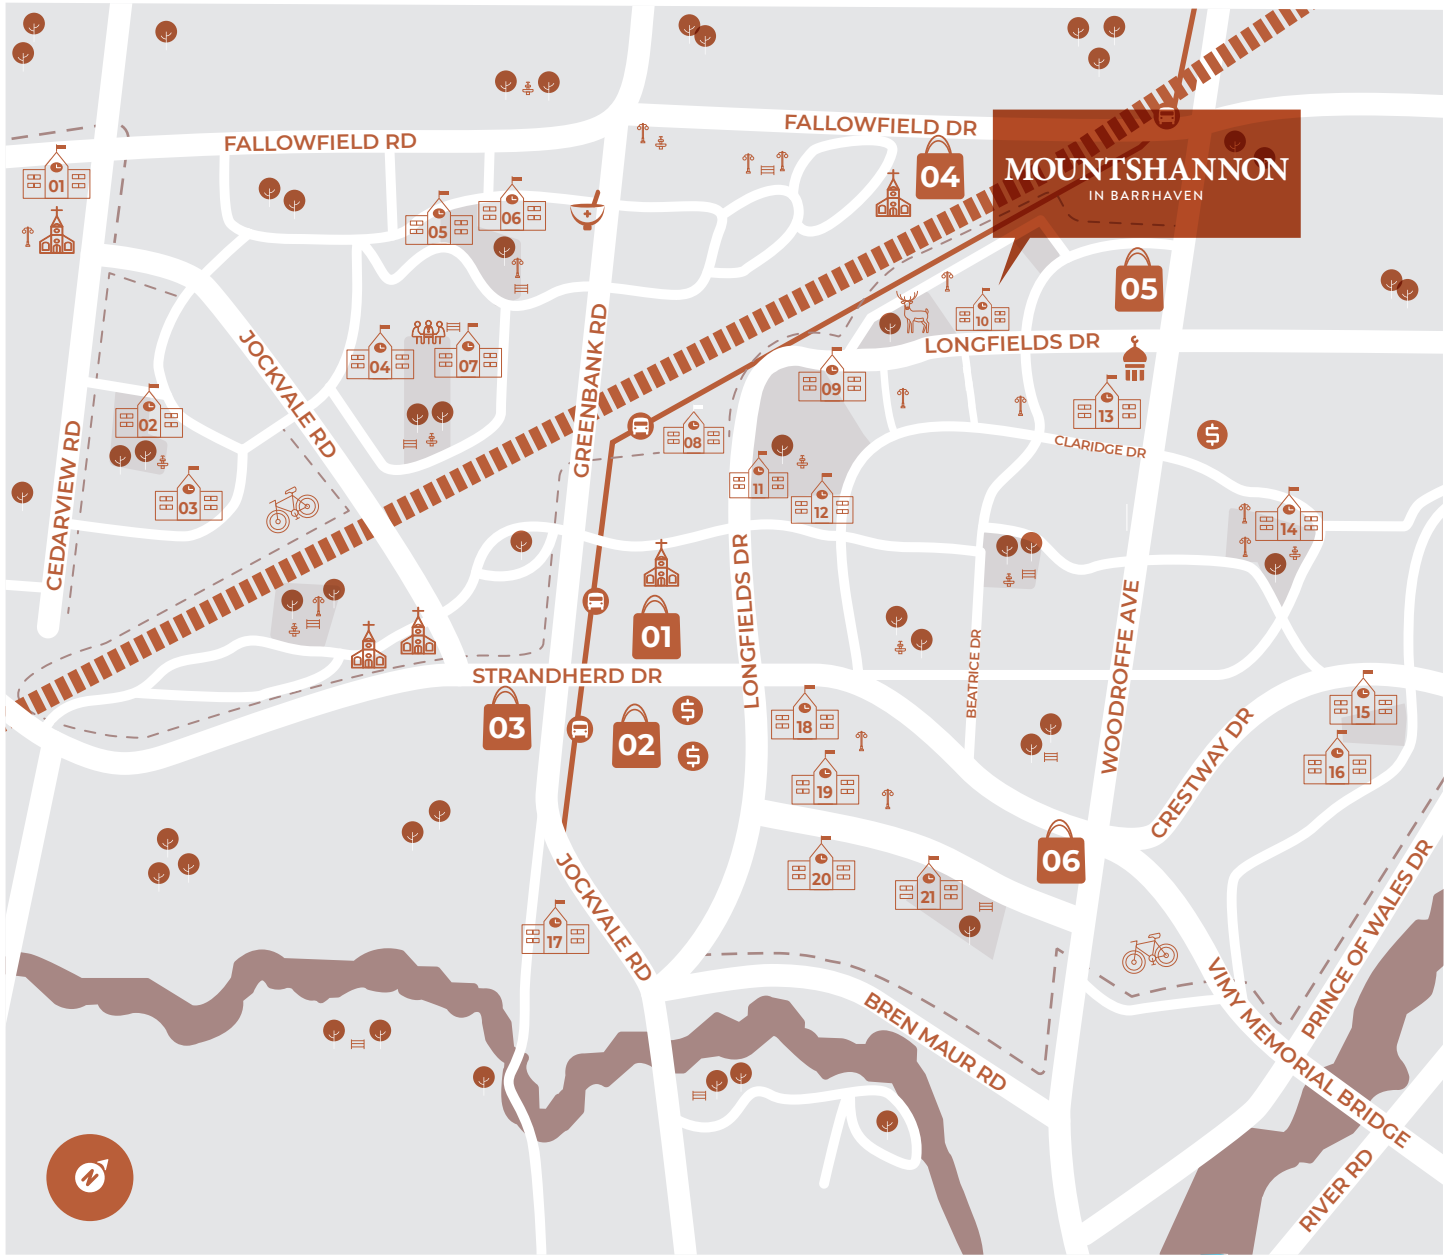 FALLOWFIELD RD
FALLOWFIELD DR
MOUNTSHANNON
IN BARRHAVEN
01
04
06
05
05
10
JOCKVALE RD
GREENBANK RD
LONGFIELDS DR
04
07
09
02
13
08
CLARIDGE DR
CEDARVIEW RD
03
11
12
14
LONGFIELDS DR
01
BEATRICE DR
WOODROFFE AVE
STRANDHERD DR
03
02
18
15
16
CRESTWAY DR
19
20
21
06
JOCKVALE RD
17
PRINCE OF WALES DR
BREN MAUR RD
VIMY MEMORIAL BRIDGE
RIVER RD
N
$
$
$